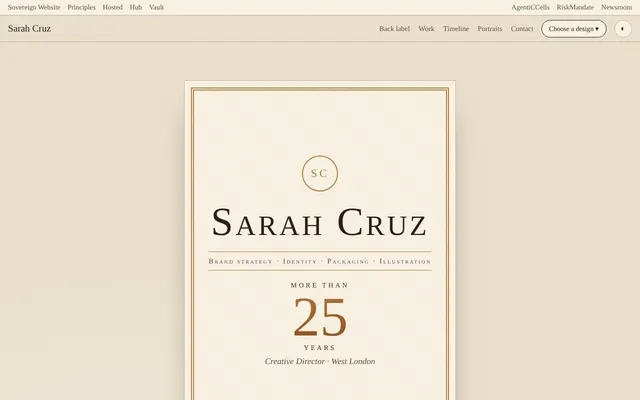 Sovereign Website Principles Hosted Hub Vault AgentiCCells RiskMandate Newsroom
Sarah Cruz Back label Work Timeline Portraits Contact Choose a design ▾
SC
Sarah Cruz
Brand strategy · Identity · Packaging · Illustration
MORE THAN
25
YEARS
Creative Director · West London